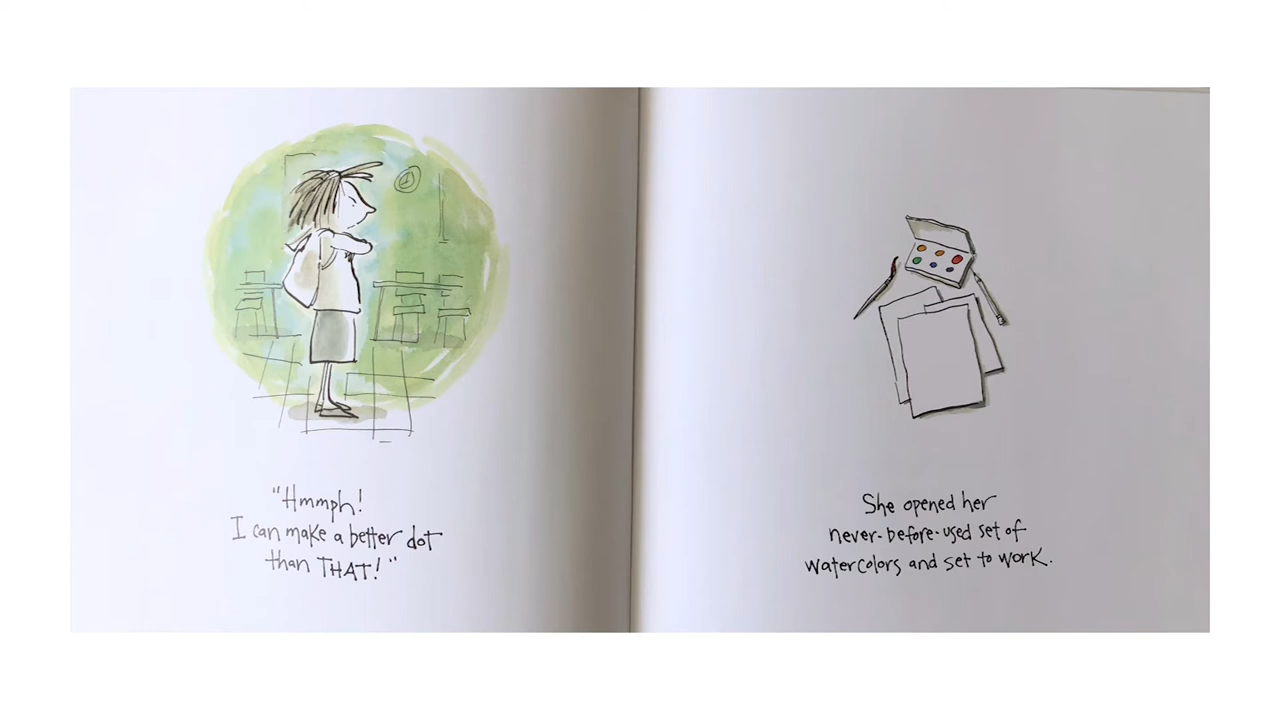 "Hmmph!
I can make a better dot
than THAT!"
She opened her
never-before-used set of
watercolors and set to work.